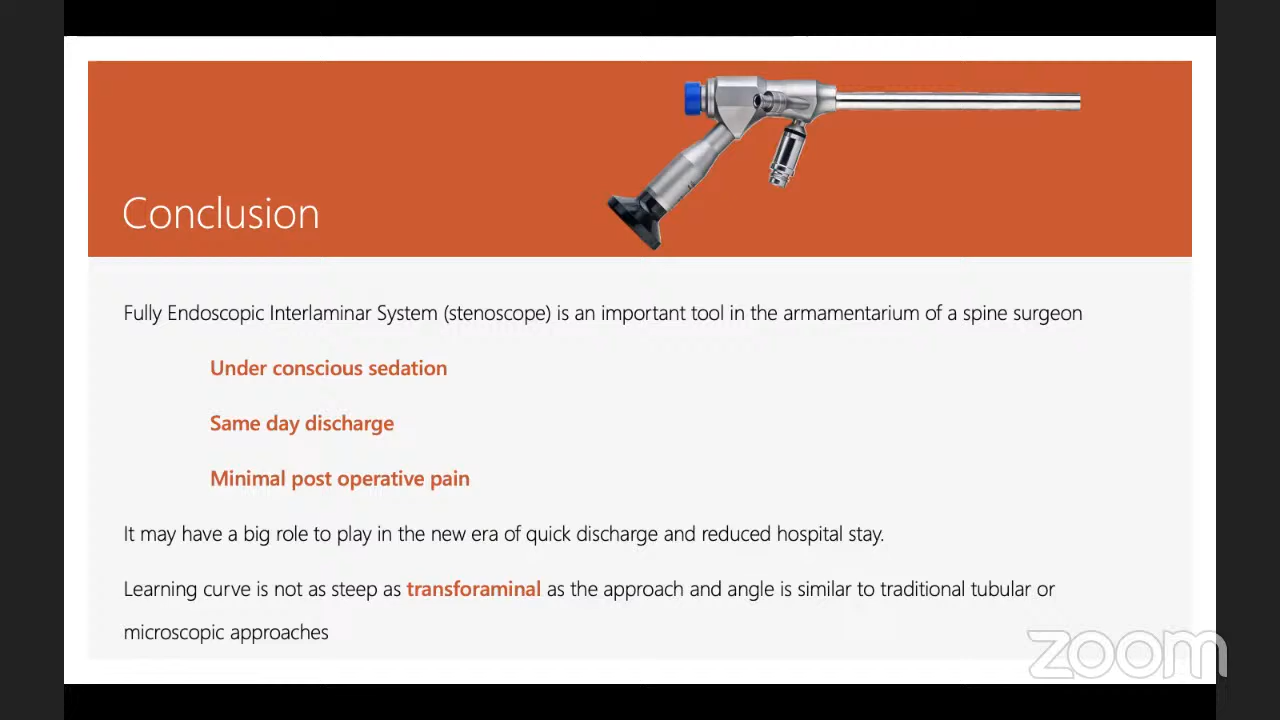 Conclusion
Fully Endoscopic Interlaminar System (stenoscope) is an important tool in the armamentarium of a spine surgeon
Under conscious sedation
Same day discharge
Minimal post operative pain
It may have a big role to play in the new era of quick discharge and reduced hospital stay.
Learning curve is not as steep as transforaminal as the approach and angle is similar to traditional tubular or
microscopic approaches
zoom